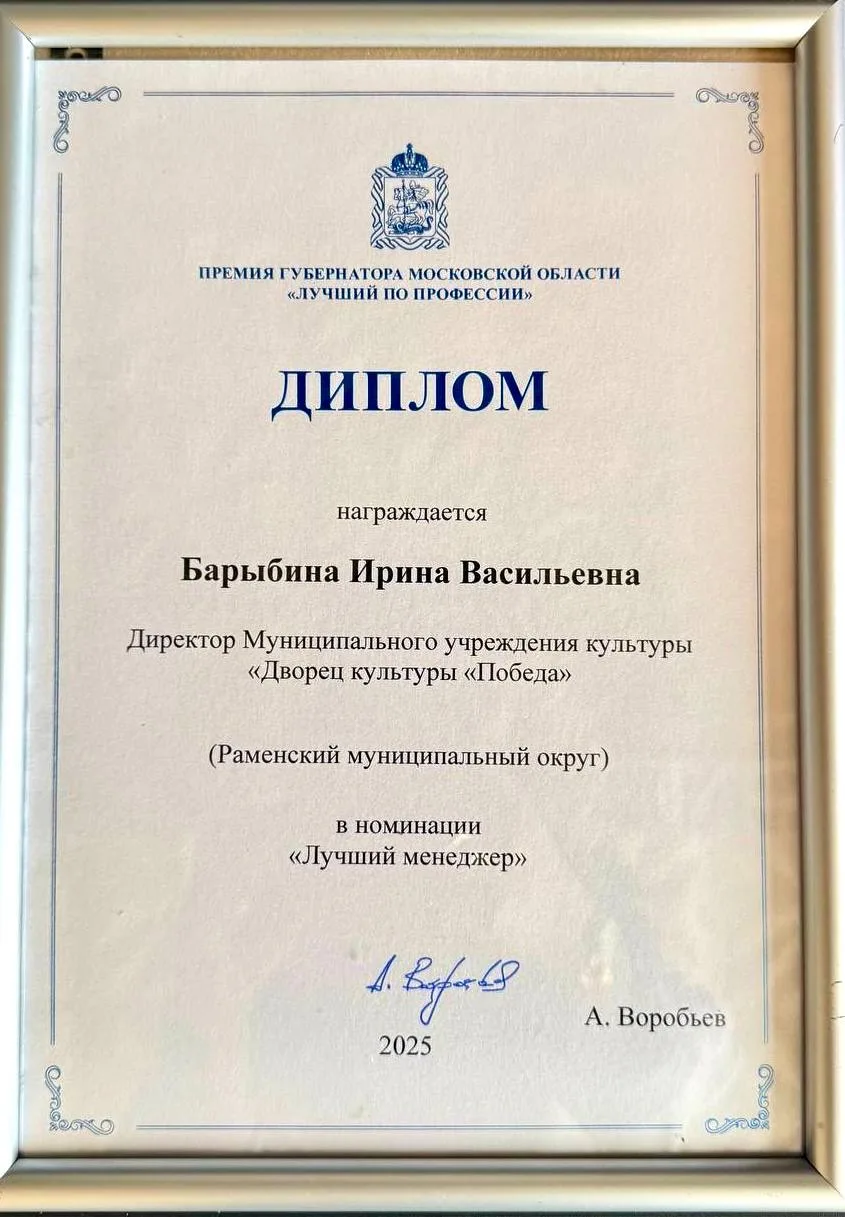 ПРЕМИЯ ГУБЕРНАТОРА МОСКОВСКОЙ ОБЛАСТИ
«ЛУЧШИЙ ПО ПРОФЕССИИ»
ДИПЛОМ
награждается
Барыбина Ирина Васильевна
Директор Муниципального учреждения культуры
«Дворец культуры «Победа»
(Раменский муниципальный округ)
в номинации
«Лучший менеджер»
А. Воробьев
А. Воробьев
2025